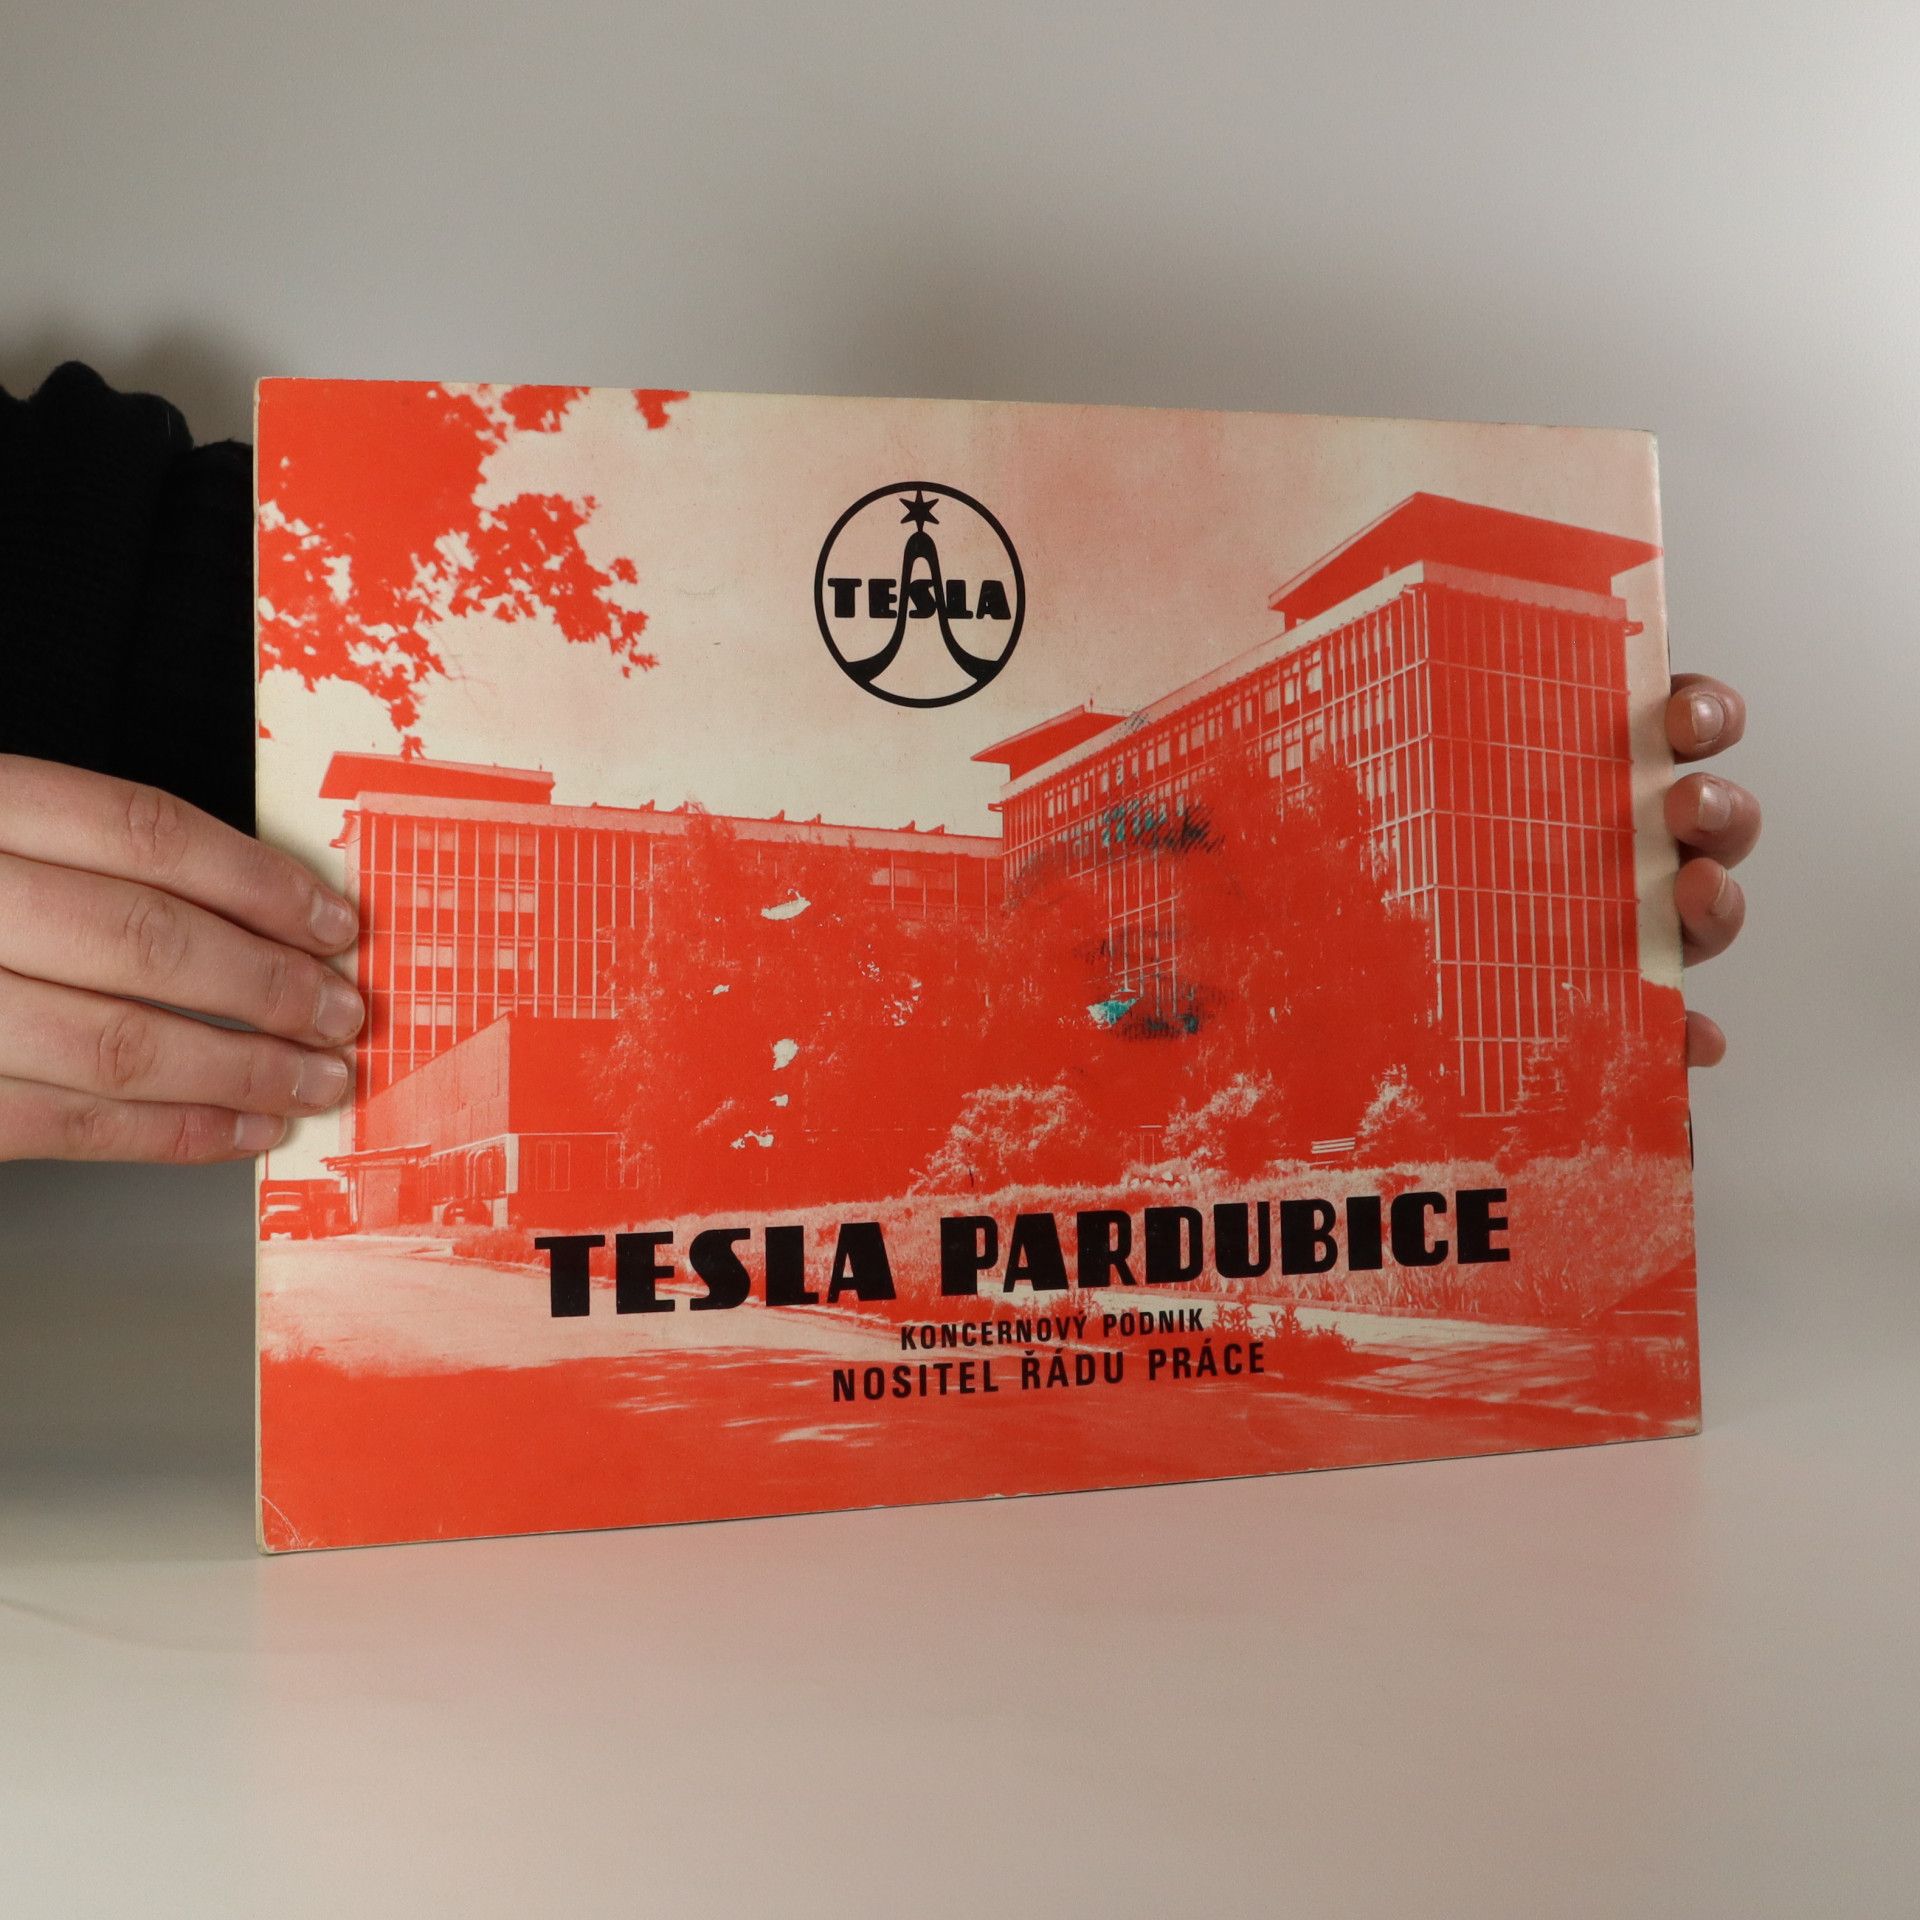 TESLA
TESLA PARDUBICE
KONCERNOVÝ PODNIK
NOSITEL ŘÁDU PRÁCE